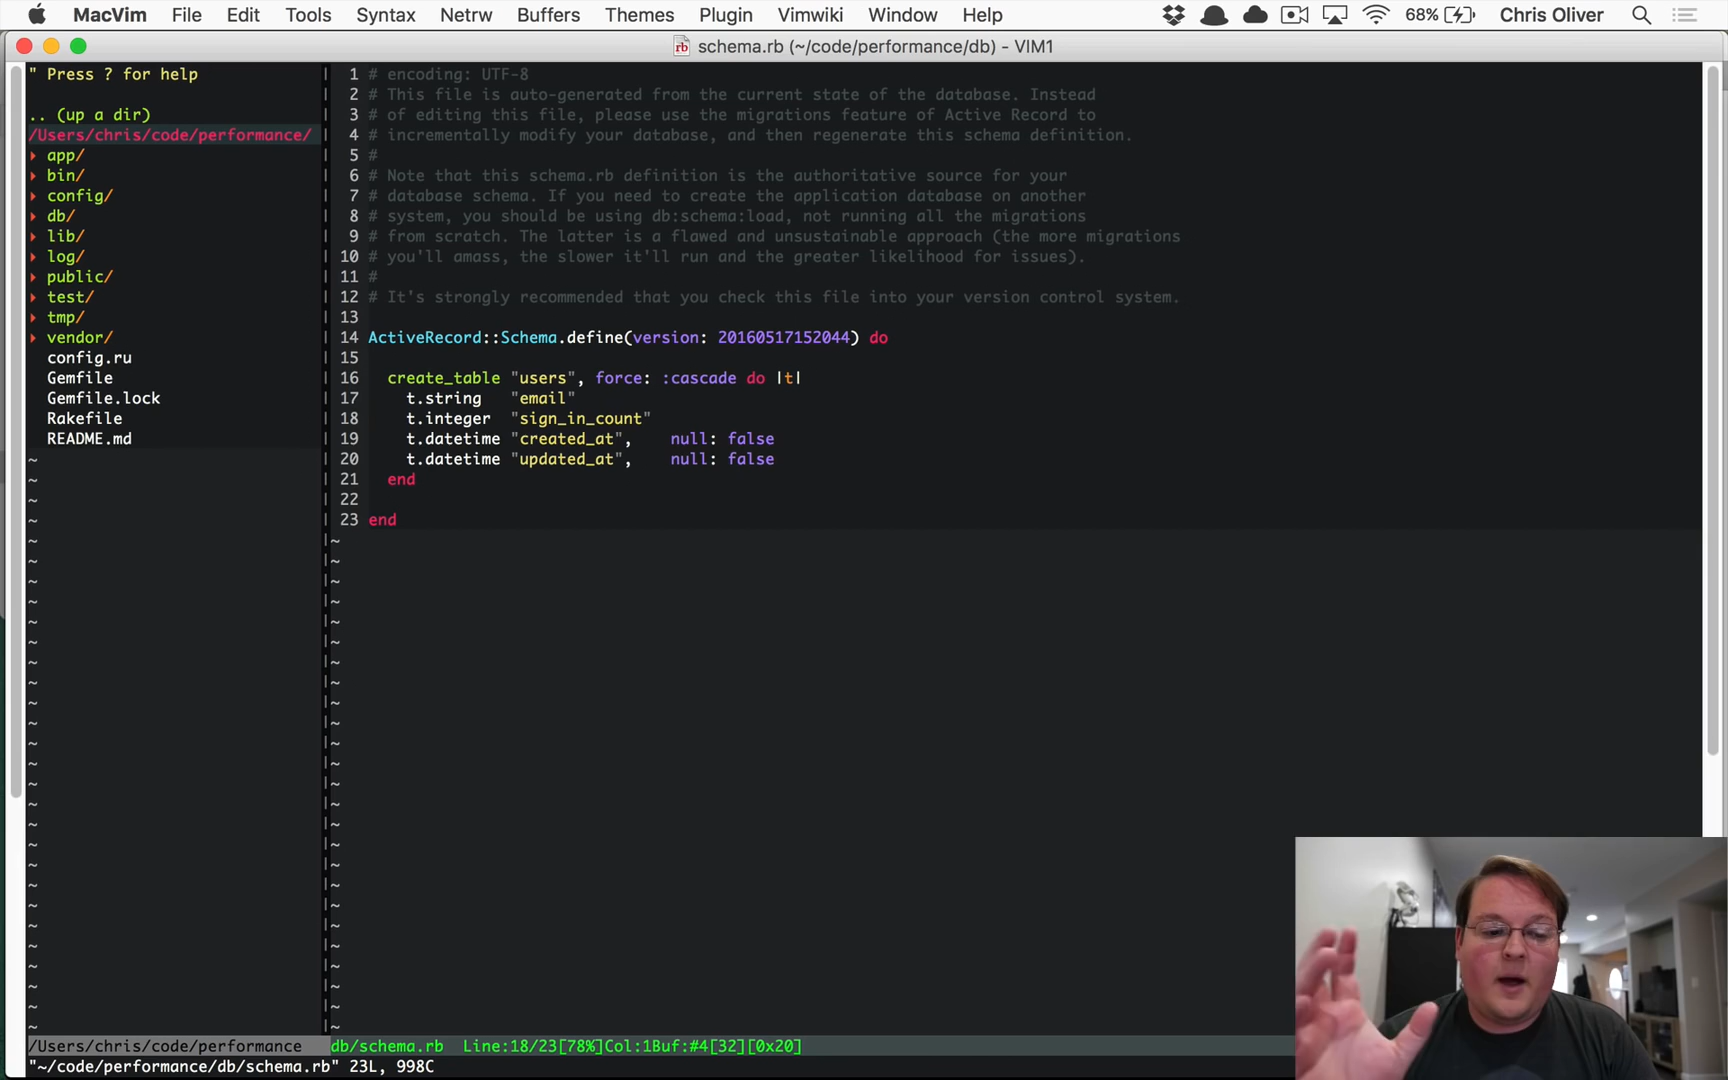 MacVim File Edit Tools Syntax Netrw Buffers Themes Plugin Vimwiki Window Help 68% Chris Oliver
rb schema.rb (~/code/performance/db) - VIM1
" Press ? for help
.. (up a dir)
/Users/chris/code/performance/
app/
bin/
config/
db/
lib/
log/
public/
test/
tmp/
vendor/
config.ru
Gemfile
Gemfile.lock
Rakefile
README.md
1 # encoding: UTF-8
2 # This file is auto-generated from the current state of the database. Instead
3 # of editing this file, please use the migrations feature of Active Record to
4 # incrementally modify your database, and then regenerate this schema definition.
5 #
6 # Note that this schema.rb definition is the authoritative source for your
7 # database schema. If you need to create the application database on another
8 # system, you should be using db:schema:load, not running all the migrations
9 # from scratch. The latter is a flawed and unsustainable approach (the more migrations
10 # you'll amass, the slower it'll run and the greater likelihood for issues).
11 #
12 # It's strongly recommended that you check this file into your version control system.
13
14 ActiveRecord::Schema.define(version: 20160517152044) do
15
16 create_table "users", force: :cascade do |t|
17 t.string "email"
18 t.integer "sign_in_count"
19 t.datetime "created_at", null: false
20 t.datetime "updated_at", null: false
21 end
22
23 end
/Users/chris/code/performance db/schema.rb Line:18/23[78%]Col:1Buf:#4[32][0x20]
"~/code/performance/db/schema.rb" 23L, 998C